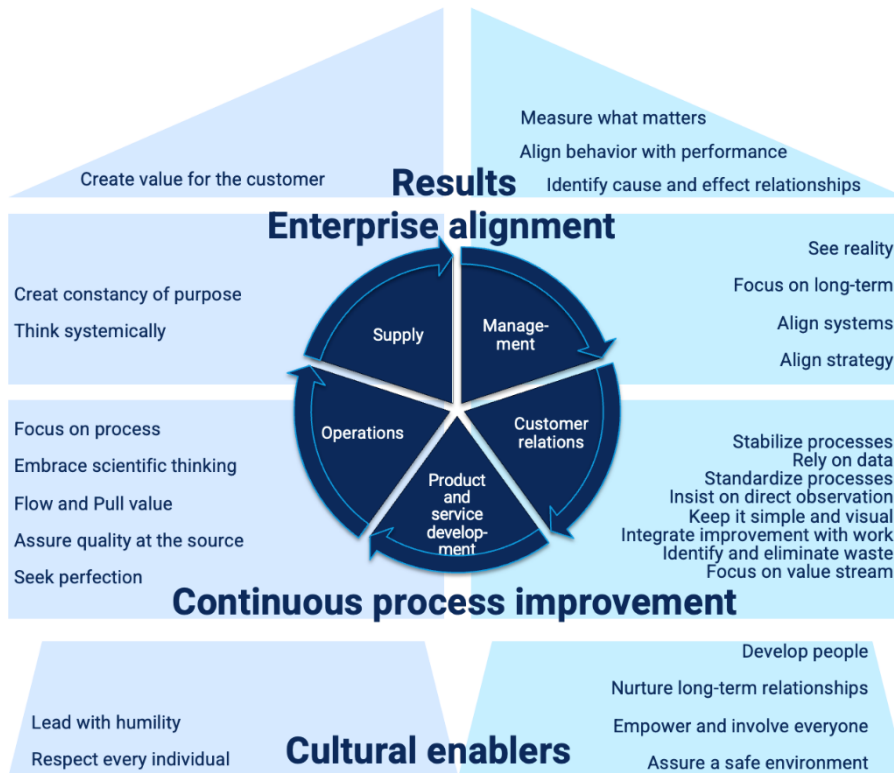 Measure what matters
Align behavior with performance
Create value for the customer
Results
Identify cause and effect relationships
Enterprise alignment
See reality
Creat constancy of purpose
Focus on long-term
Think systemically
Align systems
Align strategy
Supply
Manage-
ment
Operations
Customer
relations
Product and
service
develop-
ment
Focus on process
Embrace scientific thinking
Flow and Pull value
Assure quality at the source
Seek perfection
Stabilize processes
Rely on data
Standardize processes
Insist on direct observation
Keep it simple and visual
Integrate improvement with work
Identify and eliminate waste
Focus on value stream
Continuous process improvement
Develop people
Nurture long-term relationships
Lead with humility
Empower and involve everyone
Respect every individual
Cultural enablers
Assure a safe environment